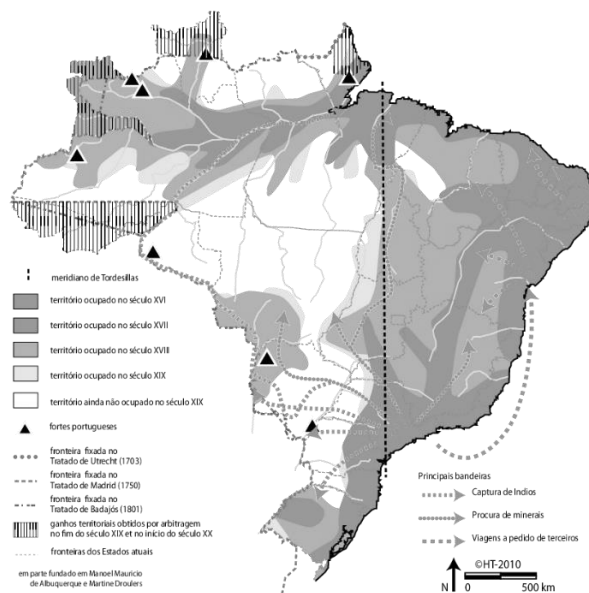 meridiano de Tordesillas
território ocupado no século XVI
território ocupado no século XVII
território ocupado no século XVIII
território ocupado no século XIX
território ainda não ocupado no século XIX
fortes portugueses
fronteira fixada no
Tratado de Utrecht (1703)
fronteira fixada no
Tratado de Madrid (1750)
fronteira fixada no
Tratado de Badajós (1801)
ganhos territoriais obtidos por arbitragem
no fim do século XIX et no início do século XX
fronteiras dos Estados atuais
em parte fundado em Manoel Mauricio
de Albuquerque e Martine Droulers
Principais bandeiras
Captura de Indios
Procura de minerais
Viagens a pedido de terceiros
©HT-2010
N 0 500 km